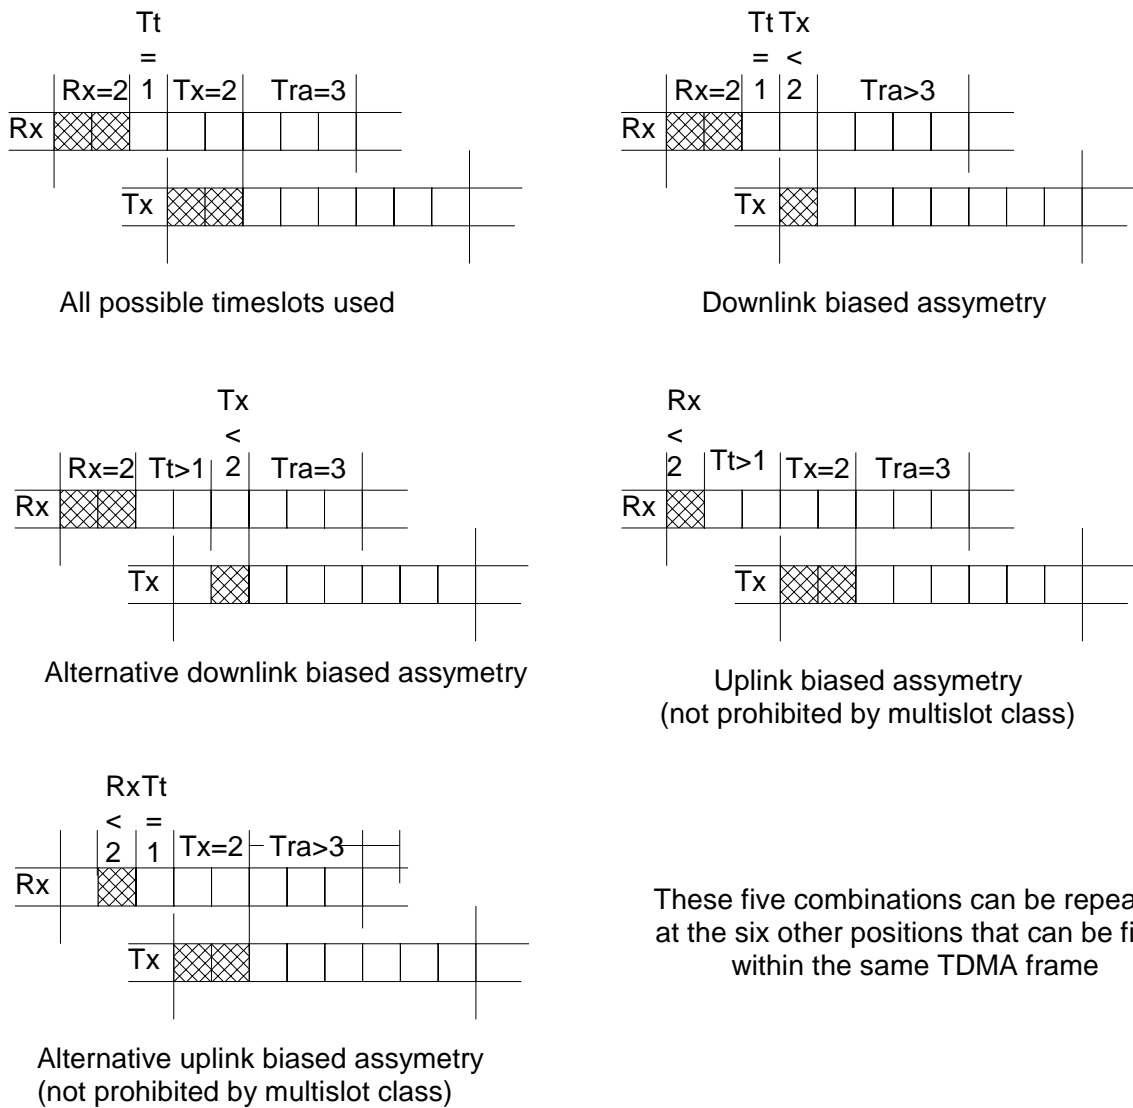 Tt
=
1
Rx=2 Tx=2 Tra=3
Rx
Tx
All possible timeslots used
Tt Tx
= <
1 2
Rx=2 Tra>3
Rx
Tx
Downlink biased assymetry
Tx
<
2
Rx=2 Tt>1 Tra=3
Rx
Tx
Alternative downlink biased assymetry
Rx
<
2
Tt>1 Tx=2 Tra=3
Rx
Tx
Uplink biased assymetry
(not prohibited by multislot class)
RxTt
< =
2 1 Tx=2 Tra>3
Rx
Tx
Alternative uplink biased assymetry
(not prohibited by multislot class)
These five combinations can be
at the six other positions that can be
within the same TDMA frame